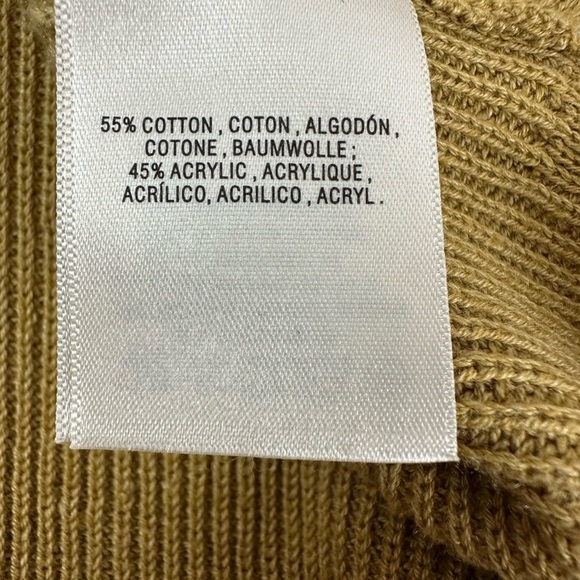 55% COTTON , COTON , ALGODÓN ,
COTONE , BAUMWOLLE ;
45% ACRYLIC , ACRYLIQUE ,
ACRÍLICO, ACRILICO , ACRYL .